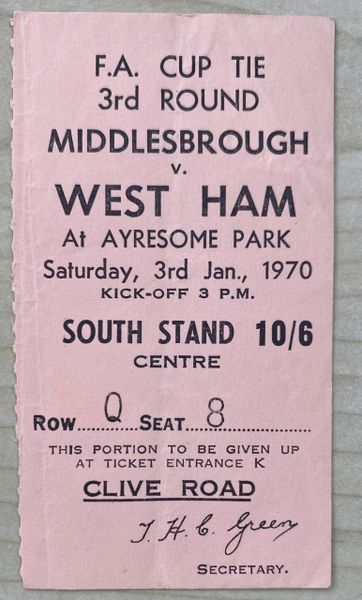 F.A. CUP TIE
3rd ROUND
MIDDLESBROUGH
v.
WEST HAM
At AYRESOME PARK
Saturday, 3rd Jan., 1970
KICK-OFF 3 P.M.
SOUTH STAND 10/6
CENTRE
ROW.....Q...SEAT...8.............
THIS PORTION TO BE GIVEN UP
AT TICKET ENTRANCE K
CLIVE ROAD
T. H. C. Green
SECRETARY.